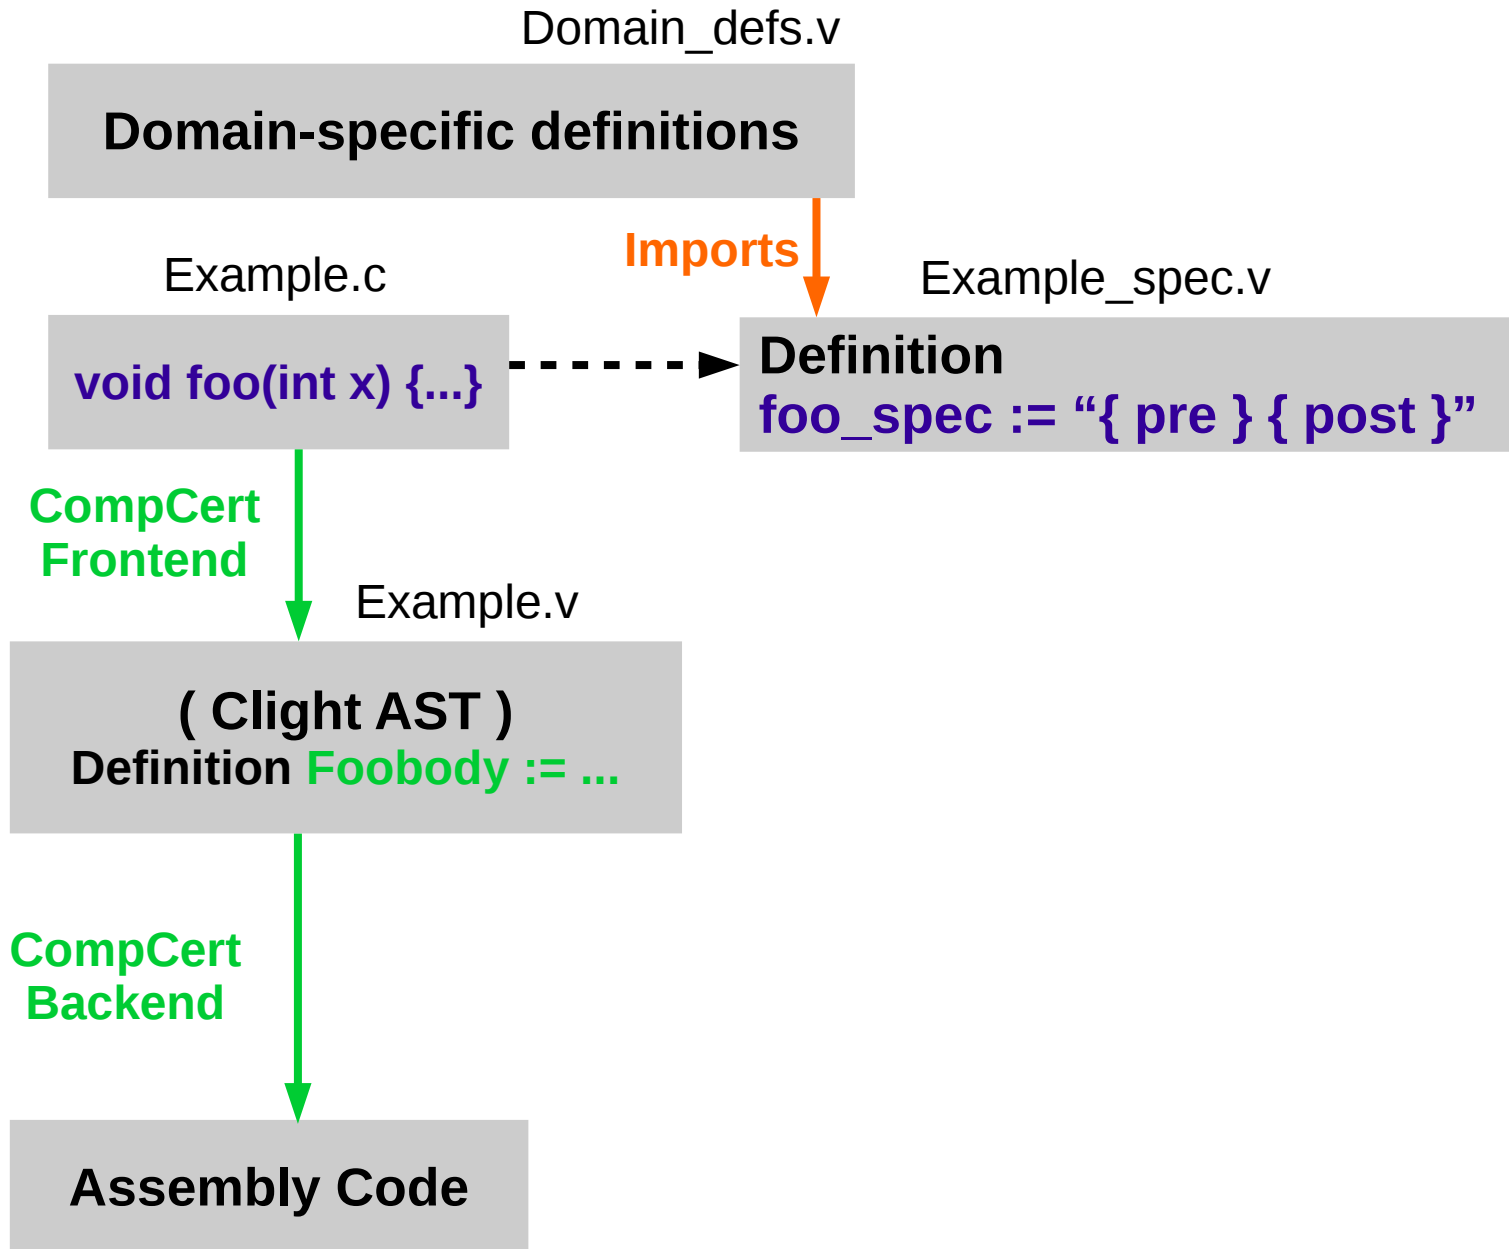 Domain_defs.v
Domain-specific definitions
Imports
Example.c
Example_spec.v
void foo(int x) {...}
Definition
foo_spec := “{ pre } { post }”
CompCert
Frontend
Example.v
( Clight AST )
Definition Foobody := ...
CompCert
Backend
Assembly Code